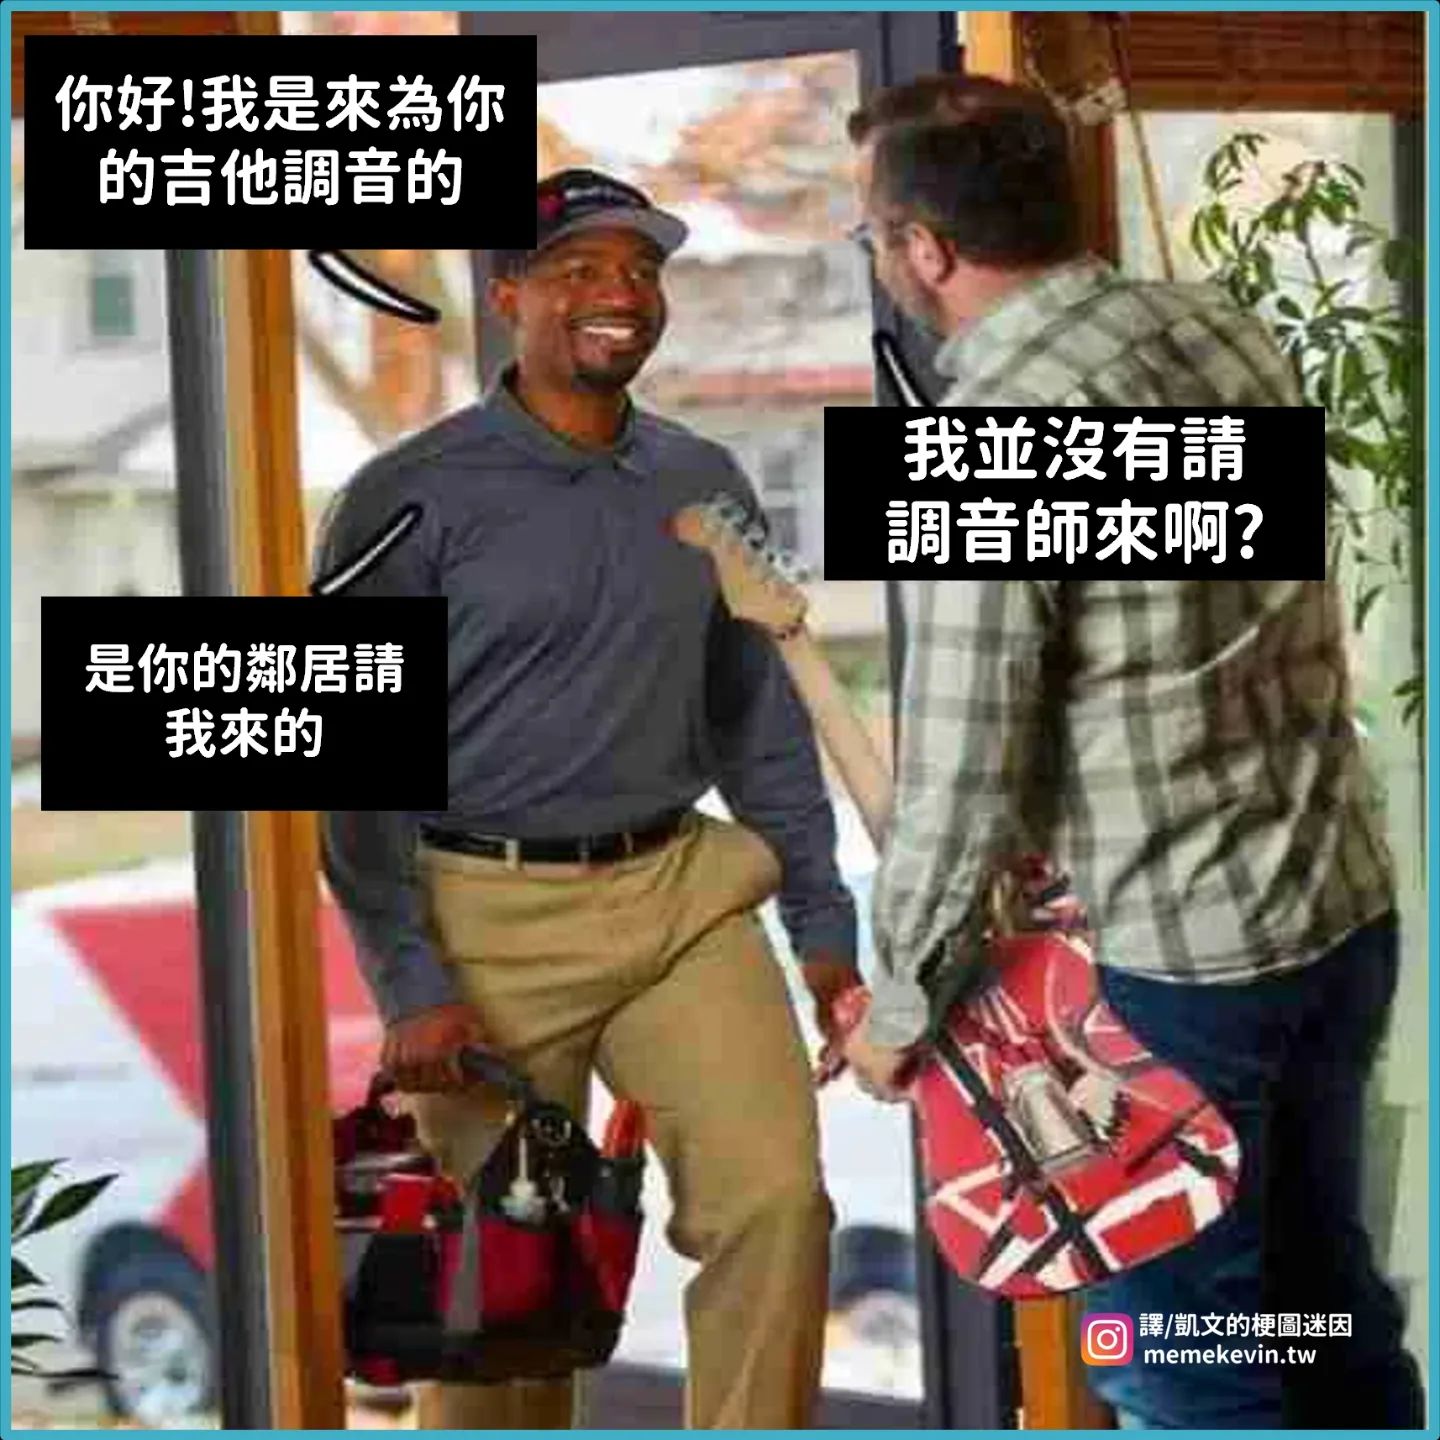 你好!我是來為你
的吉他調音的
我並沒有請
調音師來啊?
是你的鄰居請
我來的
譯/凱文的梗圖迷因
memekevin.tw